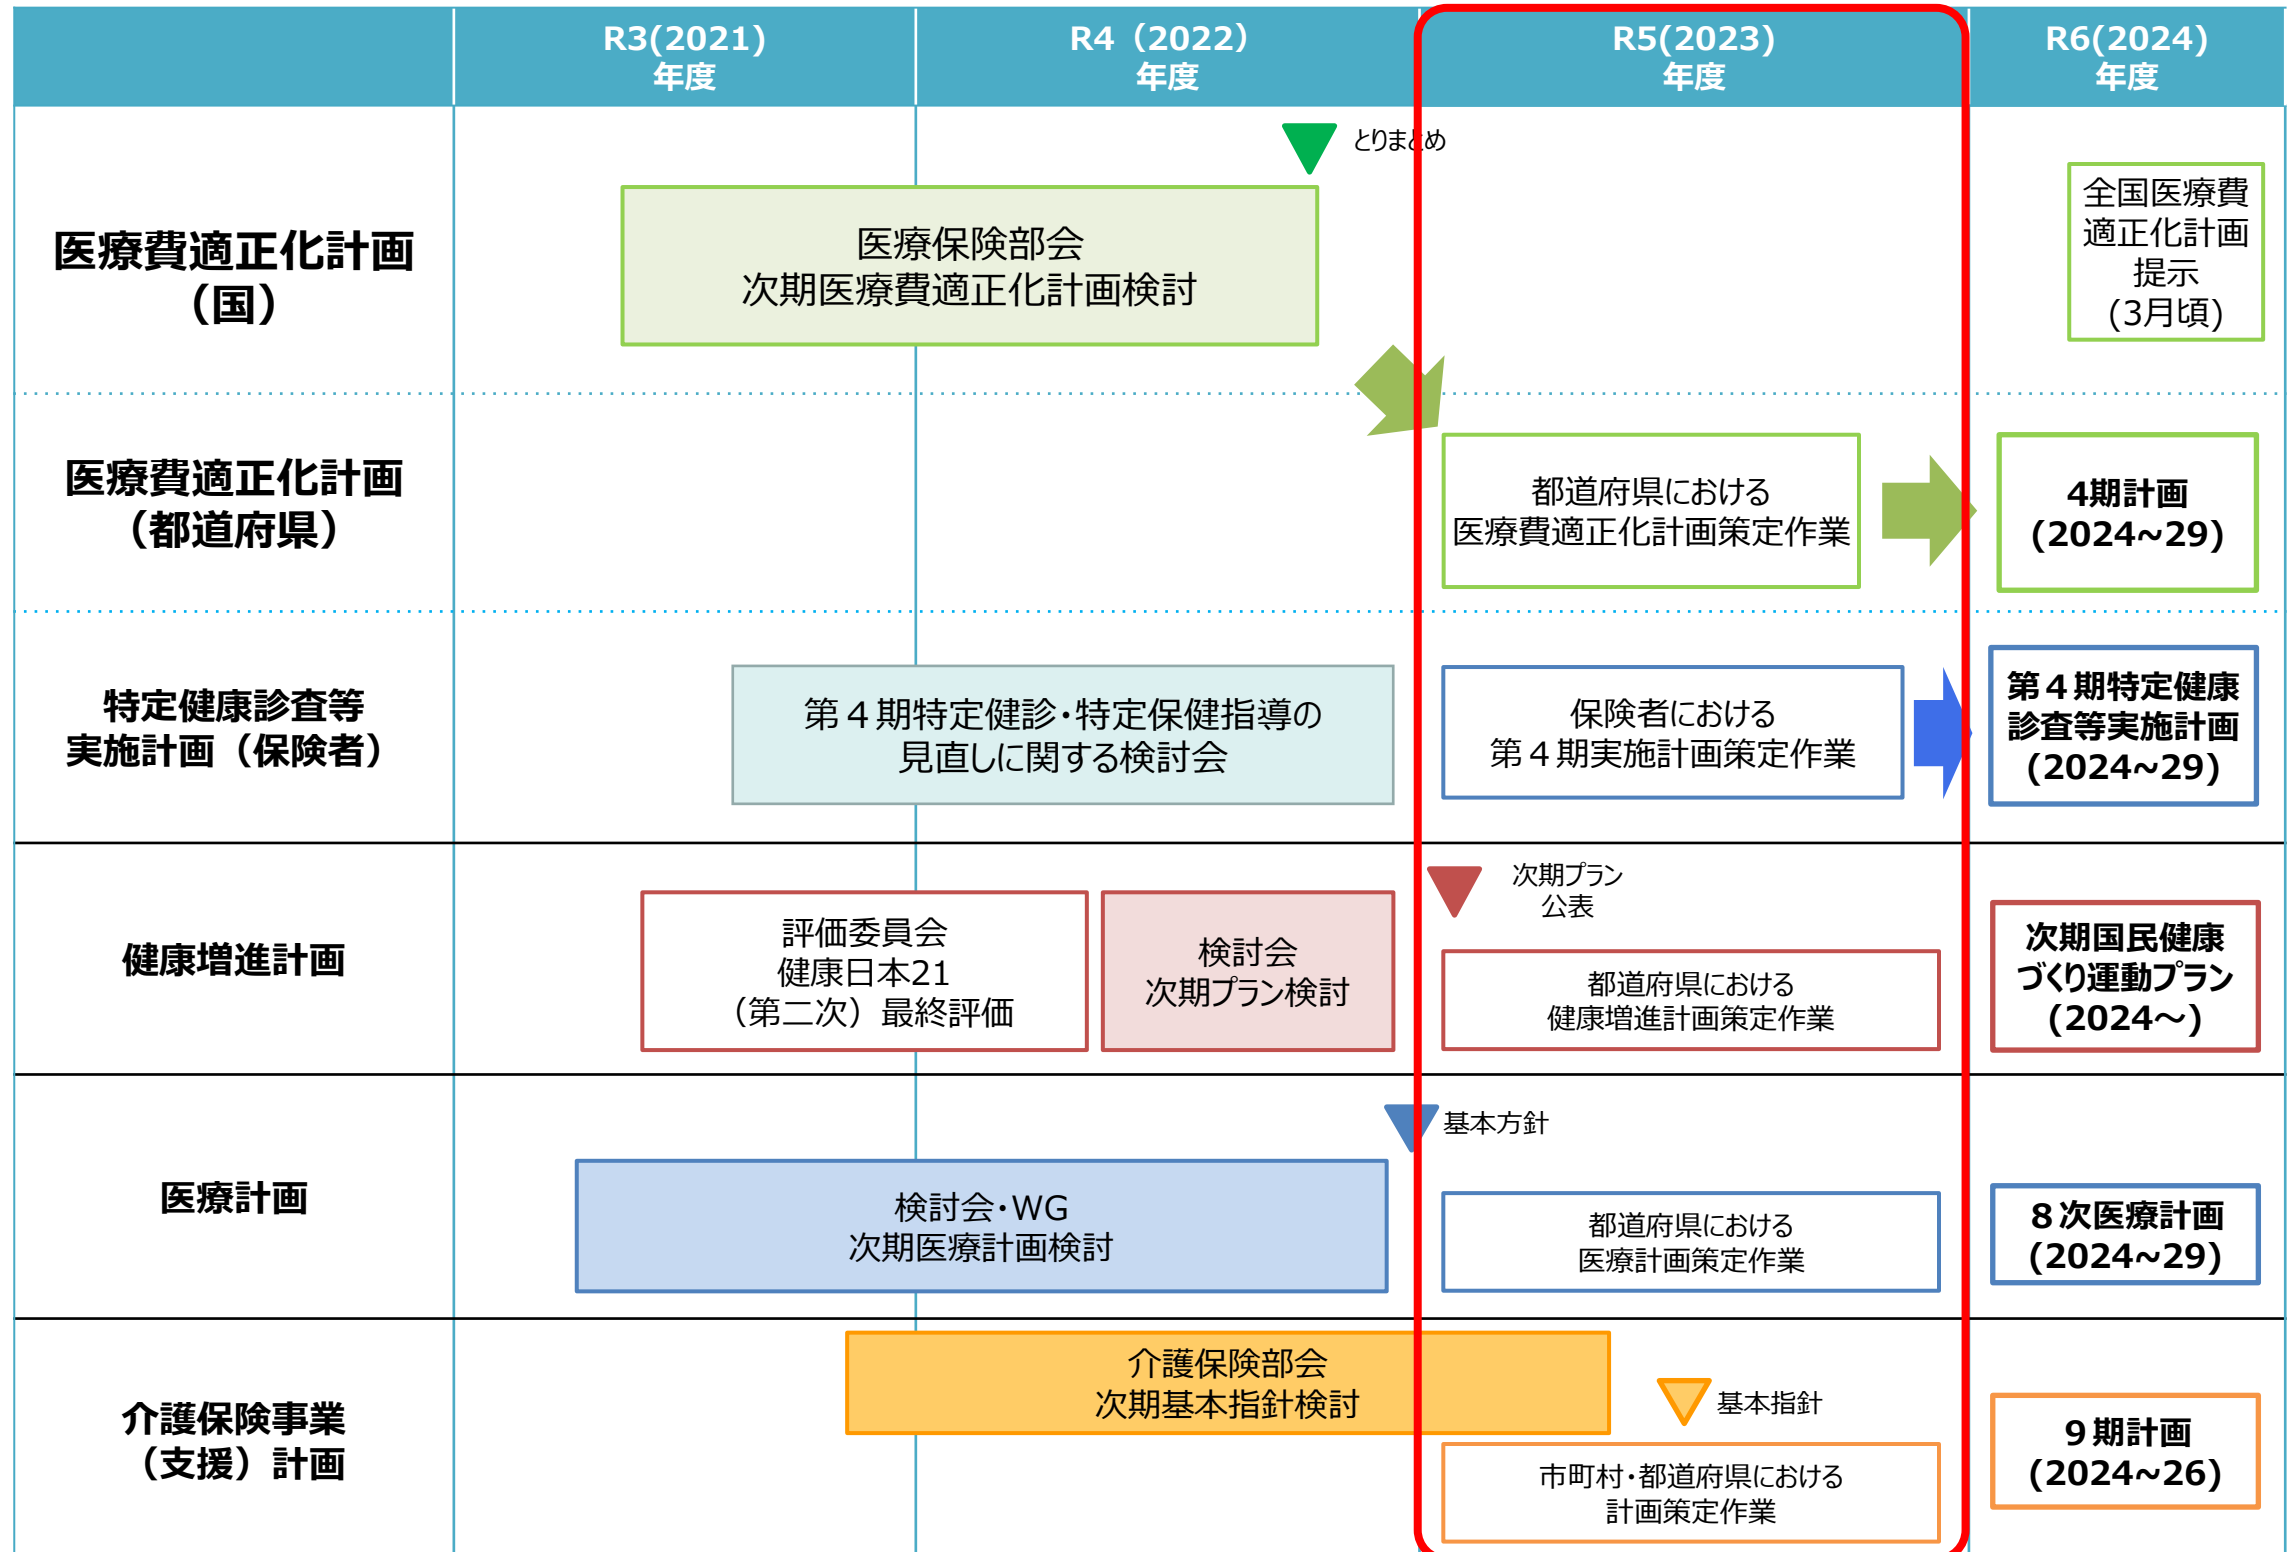 R3(2021)
年度
R4（2022）
年度
R5(2023)
年度
R6(2024)
年度
医療費適正化計画
（国）
とりまとめ
医療保険部会
次期医療費適正化計画検討
全国医療費
適正化計画
提示
(3月頃)
医療費適正化計画
（都道府県）
都道府県における
医療費適正化計画策定作業
4期計画
(2024~29)
特定健康診査等
実施計画（保険者）
第４期特定健診・特定保健指導の
見直しに関する検討会
保険者における
第４期実施計画策定作業
第４期特定健康
診査等実施計画
(2024~29)
健康増進計画
評価委員会
健康日本21
（第二次）最終評価
検討会
次期プラン検討
次期プラン
公表
都道府県における
健康増進計画策定作業
次期国民健康
づくり運動プラン
(2024～)
医療計画
検討会・WG
次期医療計画検討
基本方針
都道府県における
医療計画策定作業
８次医療計画
(2024~29)
介護保険事業
（支援）計画
介護保険部会
次期基本指針検討
基本指針
市町村・都道府県における
計画策定作業
９期計画
(2024~26)